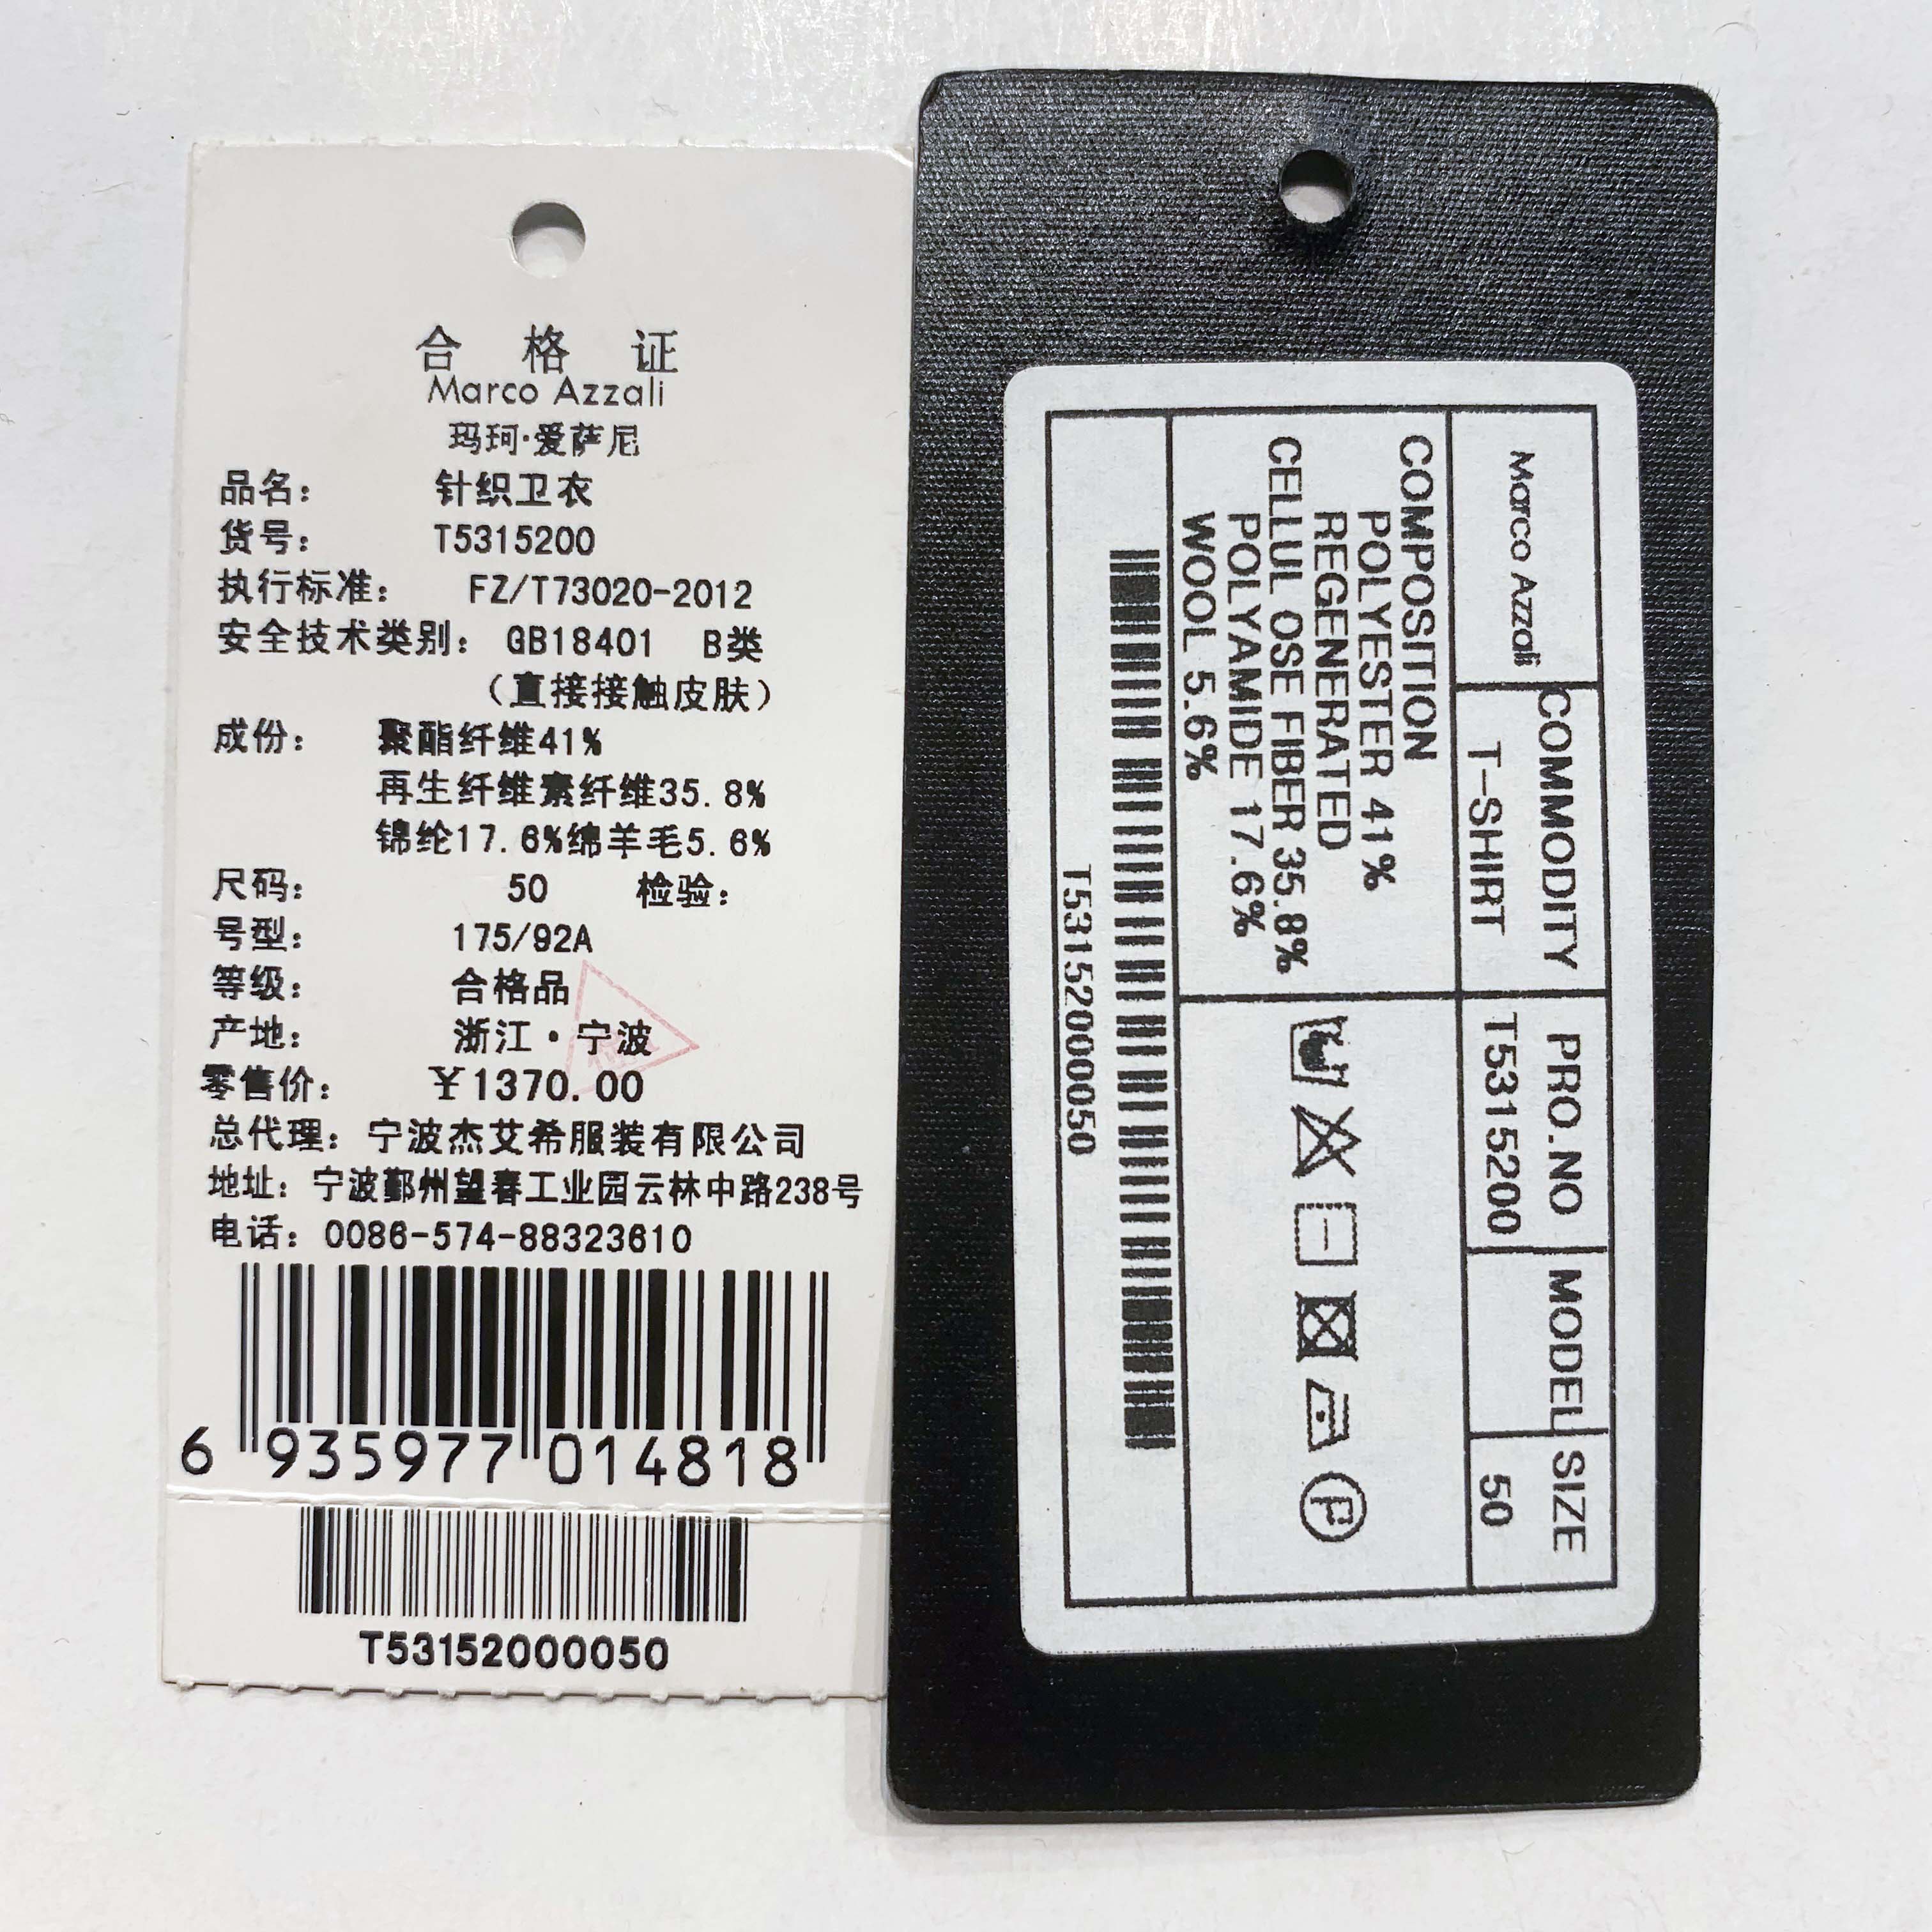 合 格 证
Marco Azzali
玛珂·爱萨尼
品名： 针织卫衣
货号： T5315200
执行标准： FZ/T73020-2012
安全技术类别： GB18401 B类
（直接接触皮肤）
成份： 聚酯纤维41%
再生纤维素纤维35.8%
锦纶17.6%绵羊毛5.6%
尺码： 50 检验：
号型： 175/92A
等级： 合格品
产地： 浙江·宁波
零售价： ¥1370.00
总代理：宁波杰艾希服装有限公司
地址：宁波鄞州望春工业园云林中路238号
电话：0086-574-88323610
6 935977 014818
T53152000050
Marco Azzali
COMMODITY
T-SHIRT
PRO.NO
T5315200
MODEL
SIZE
50
COMPOSITION
POLYESTER 41%
REGENERATED
CELLUL OSE FIBER 35.8%
POLYAMIDE 17.6%
WOOL 5.6%
P
T53152000050